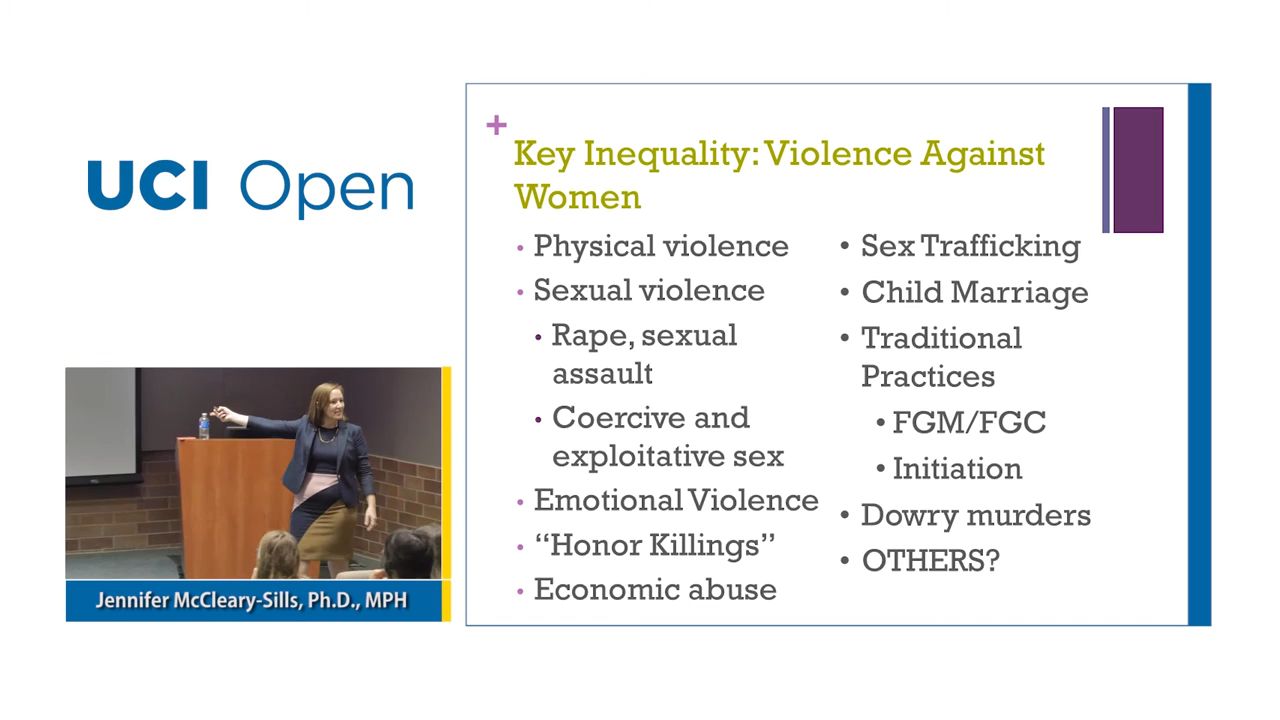 UCI Open
+
Key Inequality: Violence Against
Women
• Physical violence
• Sexual violence
• Rape, sexual
assault
• Coercive and
exploitative sex
• Emotional Violence
• “Honor Killings”
• Economic abuse
• Sex Trafficking
• Child Marriage
• Traditional
Practices
• FGM/FGC
• Initiation
• Dowry murders
• OTHERS?
Jennifer McCleary-Sills, Ph.D., MPH